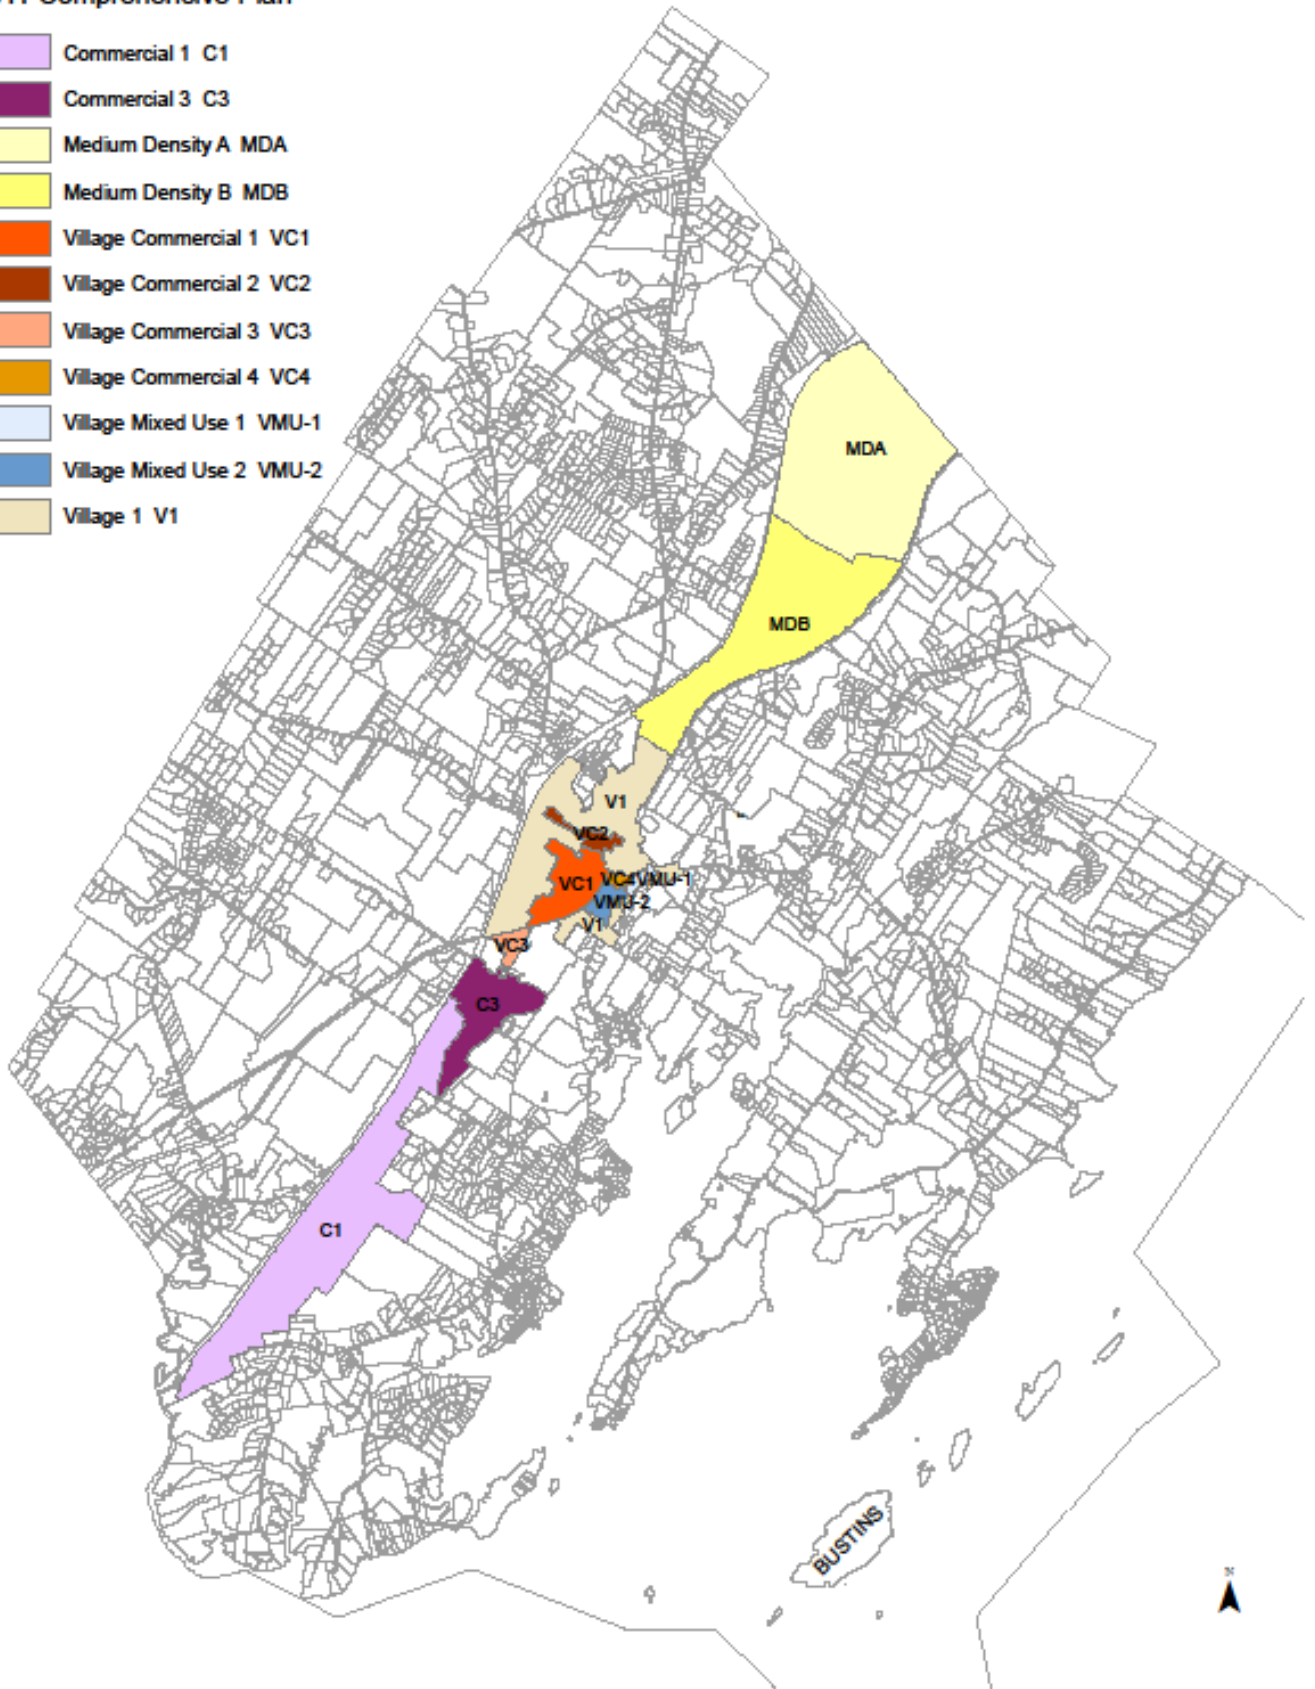 Comprehensive Plan
Commercial 1 C1
Commercial 3 C3
Medium Density A MDA
Medium Density B MDB
Village Commercial 1 VC1
Village Commercial 2 VC2
Village Commercial 3 VC3
Village Commercial 4 VC4
Village Mixed Use 1 VMU-1
Village Mixed Use 2 VMU-2
Village 1 V1
MDA
MDB
V1
VC2
VC1
VC4
VMU-1
VMU-2
V1
VC3
C3
C1
BUSTINS
N